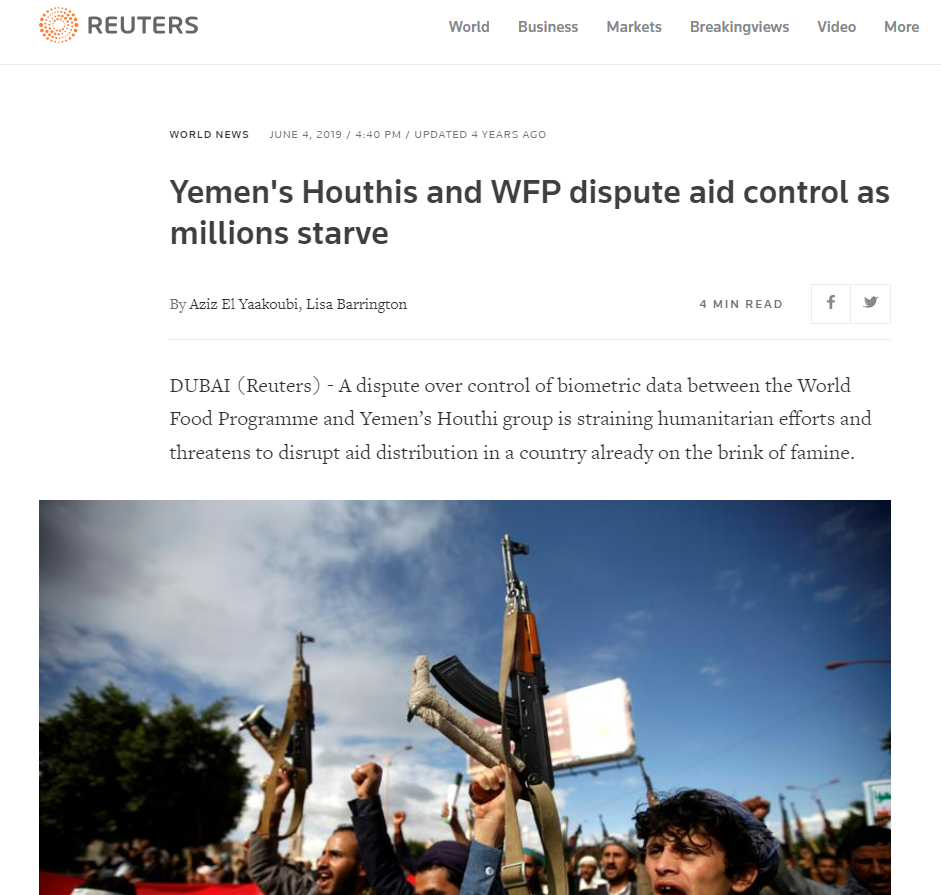 REUTERS
World Business Markets Breakingviews Video More
WORLD NEWS JUNE 4, 2019 / 4:40 PM / UPDATED 4 YEARS AGO
Yemen's Houthis and WFP dispute aid control as
millions starve
By Aziz El Yaakoubi, Lisa Barrington
4 MIN READ
DUBAI (Reuters) - A dispute over control of biometric data between the World
Food Programme and Yemen’s Houthi group is straining humanitarian efforts and
threatens to disrupt aid distribution in a country already on the brink of famine.